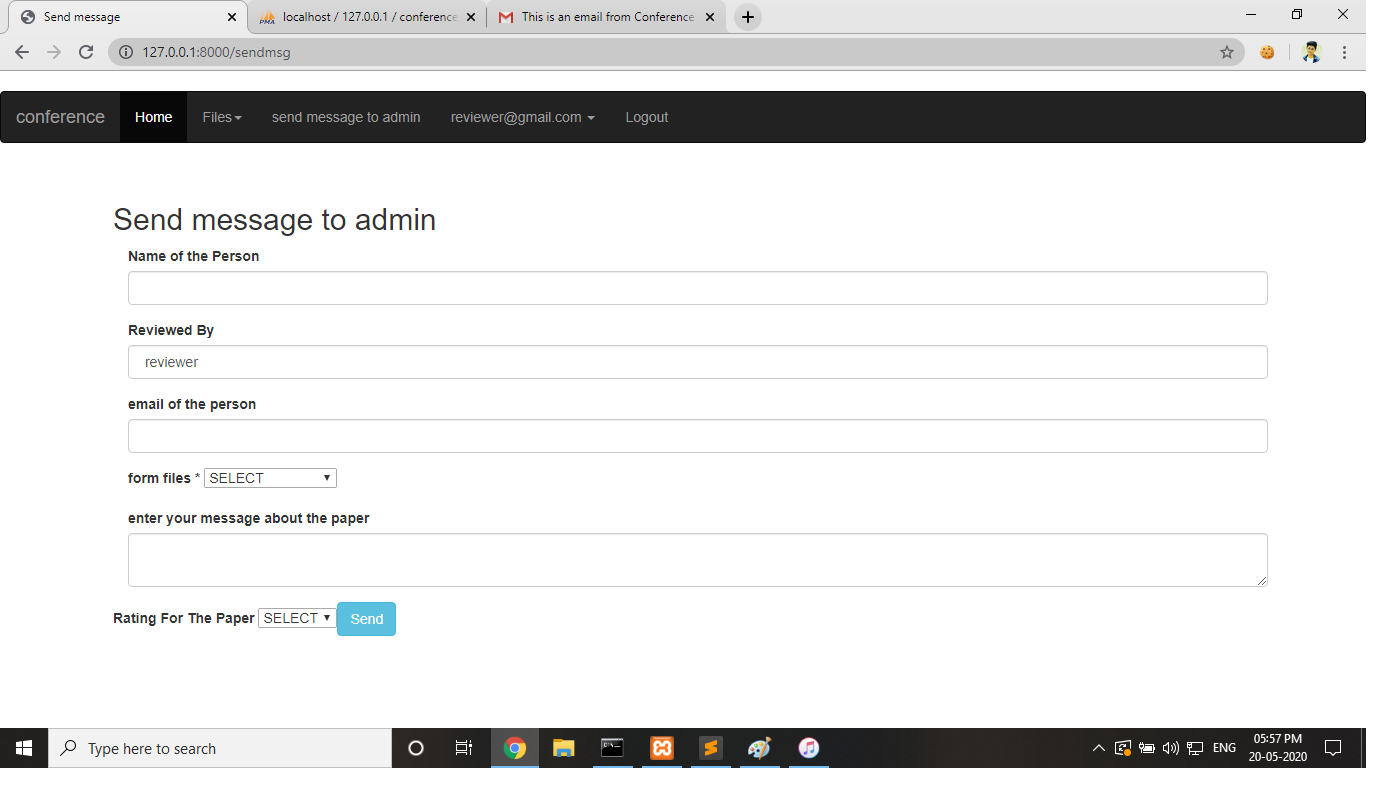 Send message
localhost / 127.0.0.1 / conference
This is an email from Conference
127.0.0.1:8000/sendmsg
conference Home Files send message to admin reviewer@gmail.com Logout
Send message to admin
Name of the Person
Reviewed By
reviewer
email of the person
form files * SELECT
enter your message about the paper
Rating For The Paper SELECT Send
Type here to search
ENG
05:57 PM
20-05-2020